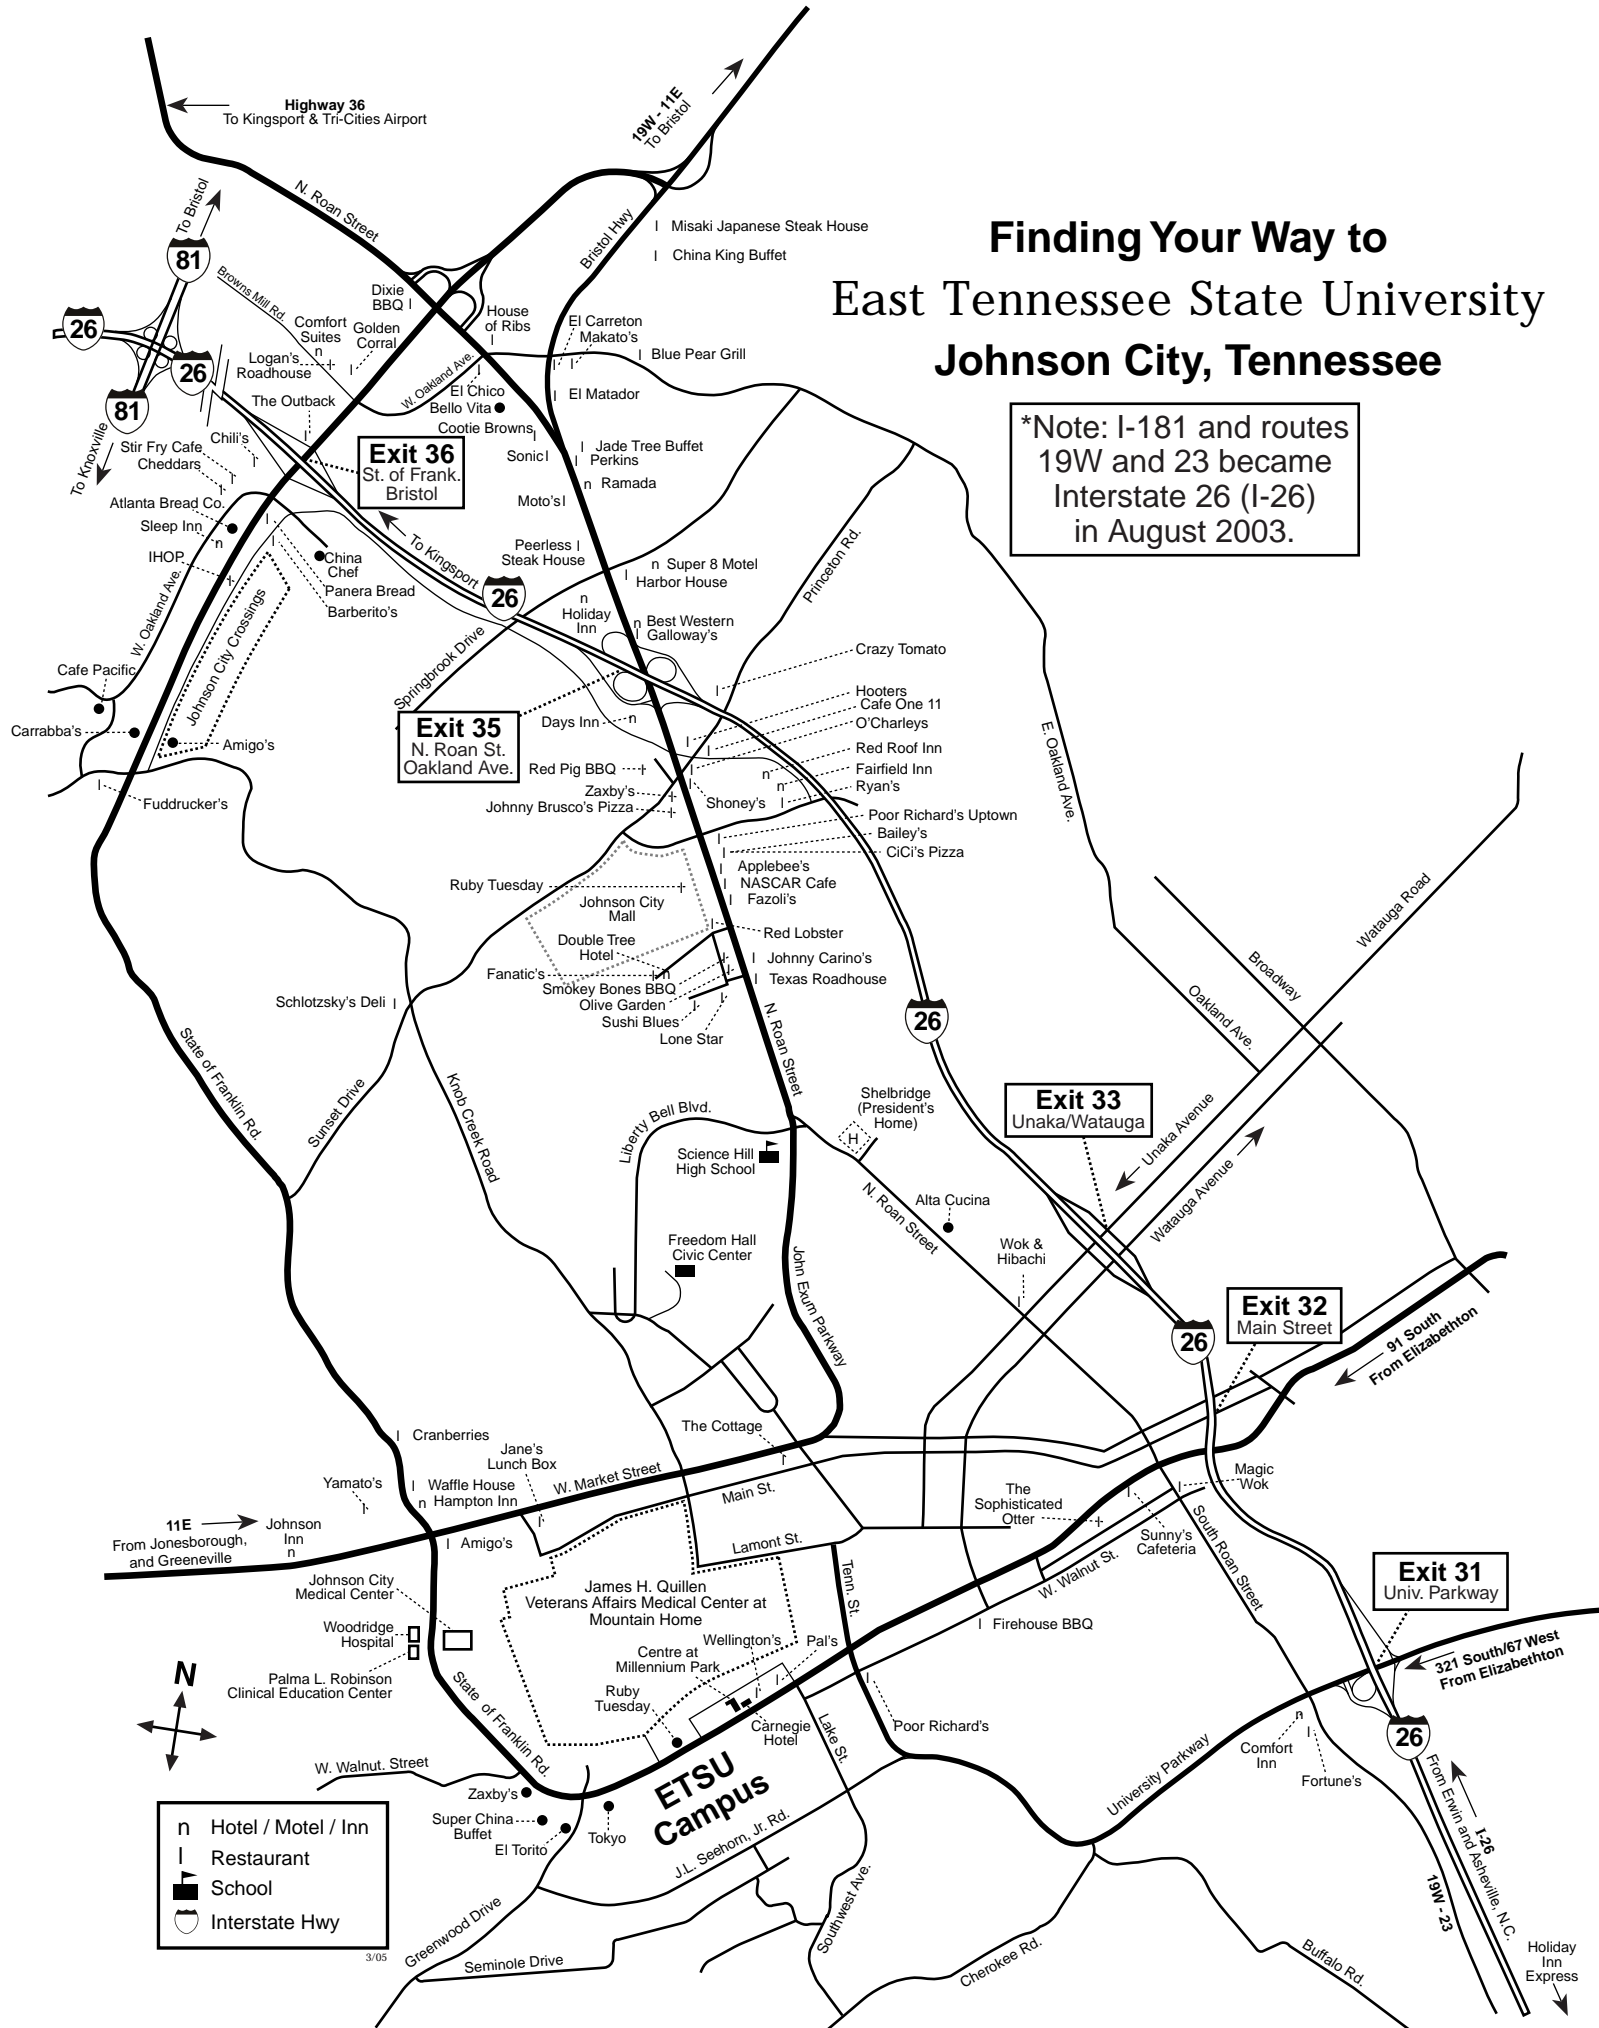 Finding Your Way to
East Tennessee State University
Johnson City, Tennessee
*Note: I-181 and routes
19W and 23 became
Interstate 26 (I-26)
in August 2003.
Highway 36
To Kingsport & Tri-Cities Airport
19W - 11E
To Bristol
N. Roan Street
To Bristol
81
26
26
81
To Knoxville
Browns Mill Rd.
Bristol Hwy
Misaki Japanese Steak House
China King Buffet
Dixie
BBQ
House
of Ribs
Comfort
Suites
Golden
Corral
Logan's
Roadhouse
El Carreton
Makato's
Blue Pear Grill
W. Oakland Ave.
El Chico
Bello Vita
El Matador
The Outback
Cootie Browns
Chili's
Stir Fry Cafe
Cheddars
Exit 36
St. of Frank.
Bristol
Sonic
Jade Tree Buffet
Perkins
Ramada
Moto's
Atlanta Bread Co.
Sleep Inn
IHOP
To Kingsport
Peerless
Steak House
China
Chef
Panera Bread
Barberito's
Super 8 Motel
Harbor House
Princeton Rd.
26
Holiday
Inn
Best Western
Galloway's
W. Oakland Ave.
Johnson City Crossings
Springbrook Drive
Cafe Pacific
Carrabba's
Amigo's
Fuddrucker's
Exit 35
N. Roan St.
Oakland Ave.
Days Inn
Crazy Tomato
Hooters
Cafe One 11
O'Charleys
Red Roof Inn
Fairfield Inn
Ryan's
Red Pig BBQ
Zaxby's
Johnny Brusco's Pizza
Shoney's
Poor Richard's Uptown
Bailey's
CiCi's Pizza
E. Oakland Ave.
Applebee's
NASCAR Cafe
Fazoli's
Ruby Tuesday
Johnson City
Mall
Red Lobster
Double Tree
Hotel
Fanatic's
Smokey Bones BBQ
Olive Garden
Sushi Blues
Lone Star
Johnny Carino's
Texas Roadhouse
Schlotzsky's Deli
N. Roan Street
26
Watauga Road
Broadway
Oakland Ave.
State of Franklin Rd.
Sunset Drive
Knob Creek Road
Liberty Bell Blvd.
Science Hill
High School
Shelbridge
(President's
Home)
H
Exit 33
Unaka/Watauga
Unaka Avenue
Watauga Avenue
N. Roan Street
Alta Cucina
Freedom Hall
Civic Center
John Exum Parkway
Wok &
Hibachi
26
Exit 32
Main Street
91 South
From Elizabethton
Cranberries
The Cottage
Jane's
Lunch Box
W. Market Street
Main St.
Yamato's
Waffle House
Hampton Inn
11E
From Jonesborough,
and Greeneville
Johnson
Inn
Amigo's
Lamont St.
The
Sophisticated
Otter
Magic
Wok
Sunny's
Cafeteria
South Roan Street
W. Walnut St.
Johnson City
Medical Center
James H. Quillen
Veterans Affairs Medical Center at
Mountain Home
Tenn. St.
Exit 31
Univ. Parkway
Woodridge
Hospital
Firehouse BBQ
Palma L. Robinson
Clinical Education Center
Wellington's
Pal's
Centre at
Millennium Park
Ruby
Tuesday
321 South/67 West
From Elizabethton
N
State of Franklin Rd.
Carnegie
Hotel
Lake St.
Poor Richard's
26
Comfort
Inn
Fortune's
University Parkway
W. Walnut. Street
Zaxby's
Super China
Buffet
El Torito
Tokyo
ETSU
Campus
J.L. Seehorn, Jr. Rd.
I-26
From Erwin and Asheville, N.C.
19W - 23
n Hotel / Motel / Inn
l Restaurant
School
Interstate Hwy
3/05
Greenwood Drive
Seminole Drive
Southwest Ave.
Cherokee Rd.
Buffalo Rd.
Holiday
Inn
Express